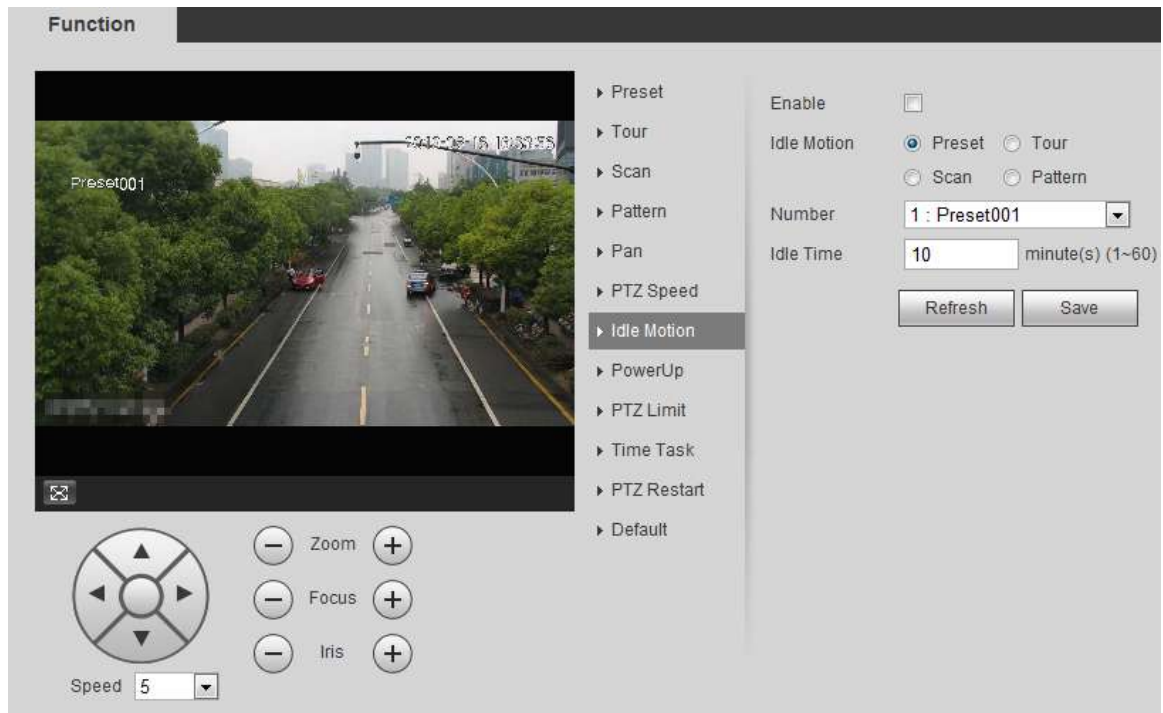 Function
Preset001
Preset
Tour
Scan
Pattern
Pan
PTZ Speed
Idle Motion
PowerUp
PTZ Limit
Time Task
PTZ Restart
Default
Enable
Idle Motion
Preset Tour
Scan Pattern
Number 1 : Preset001
Idle Time 10 minute(s) (1~60)
Refresh Save
Zoom
Focus
Iris
Speed 5